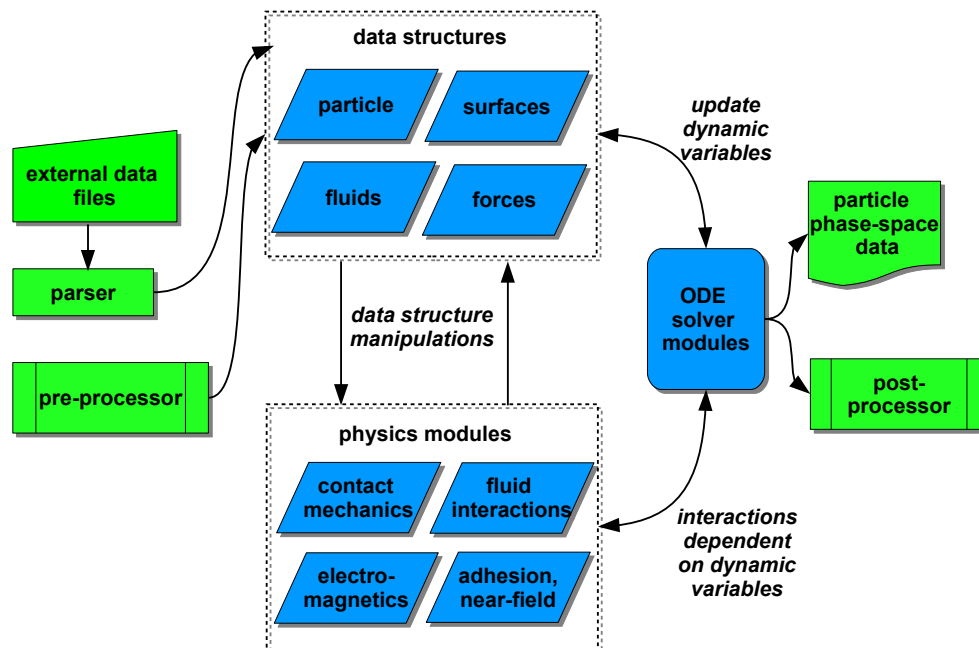 data structures
particle
surfaces
fluids
forces
update
dynamic
variables
external data
files
parser
pre-processor
data structure
manipulations
ODE
solver
modules
particle
phase-space
data
post-
processor
physics modules
contact
mechanics
fluid
interactions
electro-
magnetics
adhesion,
near-field
interactions
dependent
on dynamic
variables